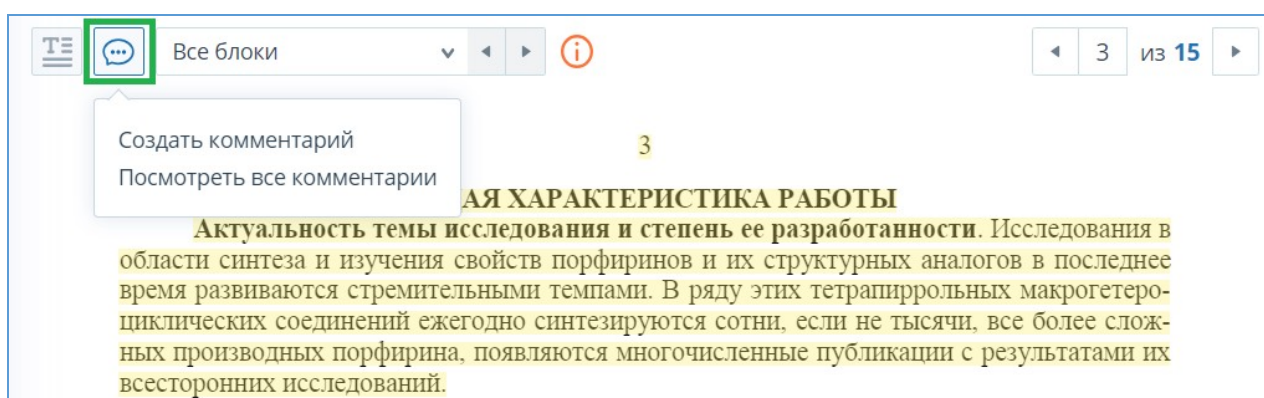 Все блоки
3 из 15
Создать комментарий
Посмотреть все комментарии
3
АЯ ХАРАКТЕРИСТИКА РАБОТЫ
Актуальность темы исследования и степень ее разработанности. Исследования в
области синтеза и изучения свойств порфиринов и их структурных аналогов в последнее
время развиваются стремительными темпами. В ряду этих тетрапиррольных макрогетеро-
циклических соединений ежегодно синтезируются сотни, если не тысячи, все более слож-
ных производных порфирина, появляются многочисленные публикации с результатами их
всесторонних исследований.